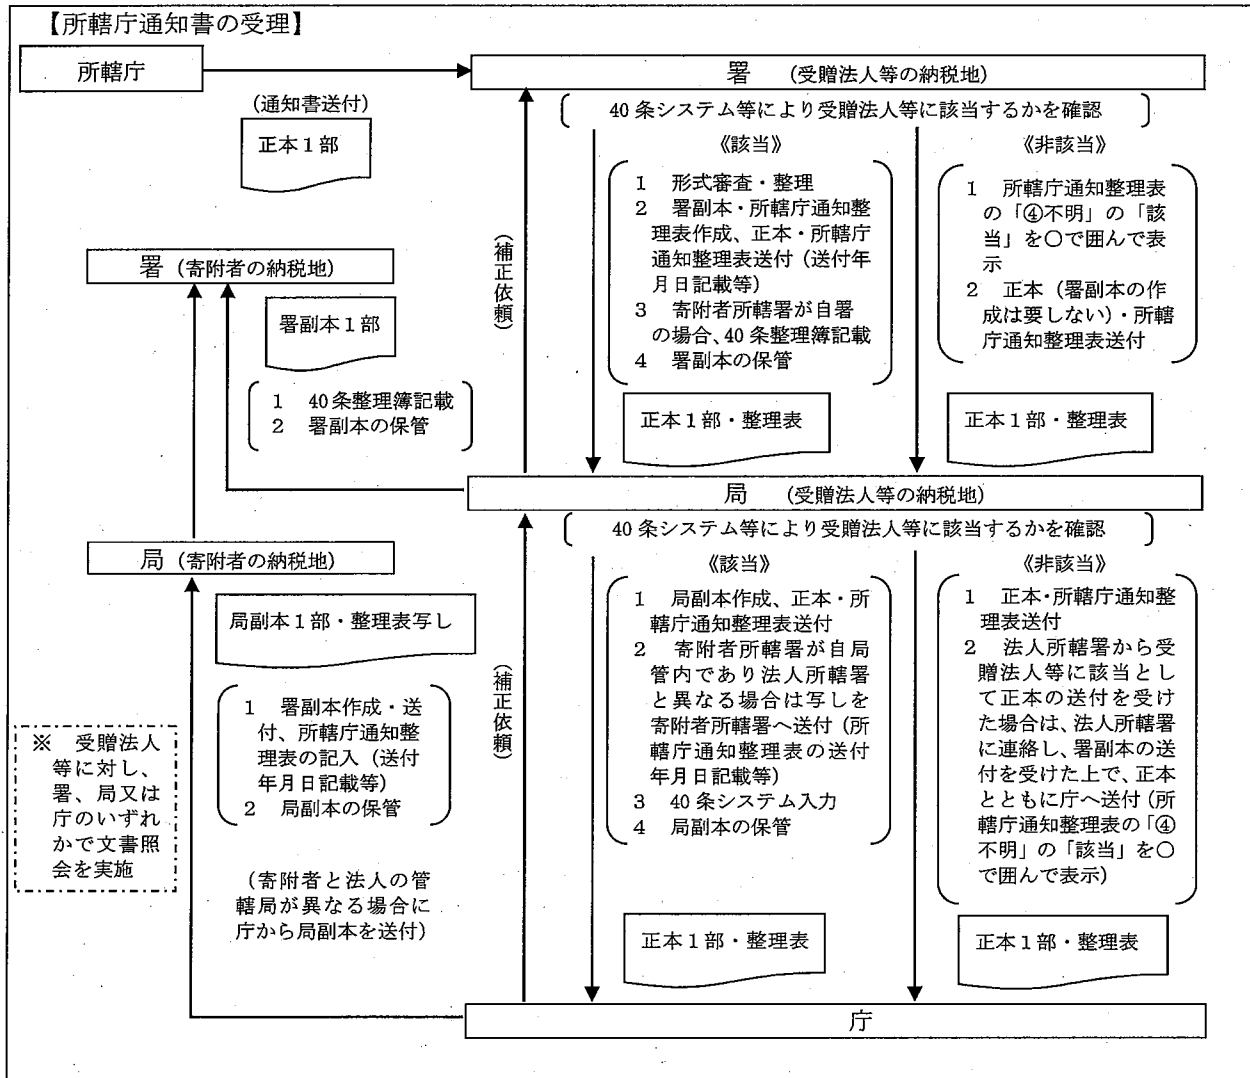 【所轄庁通知書の受理】
所轄庁
署　(受贈法人等の納税地)
(通知書送付)
正本１部
40条システム等により受贈法人等に該当するかを確認
《該当》
1　形式審査・整理
2　署副本・所轄庁通知整
理表作成、正本・所轄庁
通知整理表送付（送付年
月日記載等）
3　寄附者所轄署が自署
の場合、40条整理簿記載
4　署副本の保管
《非該当》
1　所轄庁通知整理表
の「④不明」の「該
当」を○で囲んで表
示
2　正本（署副本の作
成は要しない）・所轄
庁通知整理表送付
(補正依頼)
署（寄附者の納税地）
署副本１部
1　40条整理簿記載
2　署副本の保管
正本１部・整理表
正本１部・整理表
局　(受贈法人等の納税地)
40条システム等により受贈法人等に該当するかを確認
局（寄附者の納税地）
局副本１部・整理表写し
1　署副本作成・送
付、所轄庁通知整
理表の記入（送付
年月日記載等）
2　局副本の保管
(寄附者と法人の管
轄局が異なる場合に
庁から局副本を送付)
※　受贈法人
等に対し、
署、局又は
庁のいずれ
かで文書照
会を実施
(補正依頼)
《該当》
1　局副本作成、正本・所
轄庁通知整理表送付
2　寄附者所轄署が自局
管内であり法人所轄署
と異なる場合は写しを
寄附者所轄署へ送付（所
轄庁通知整理表の送付
年月日記載等）
3　40条システム入力
4　局副本の保管
《非該当》
1　正本・所轄庁通知整
理表送付
2　法人所轄署から受
贈法人等に該当とし
て正本の送付を受け
た場合は、法人所轄署
に連絡し、署副本の送
付を受けた上で、正本
とともに庁へ送付（所
轄庁通知整理表の「④
不明」の「該当」を○
で囲んで表示）
正本１部・整理表
正本１部・整理表
庁